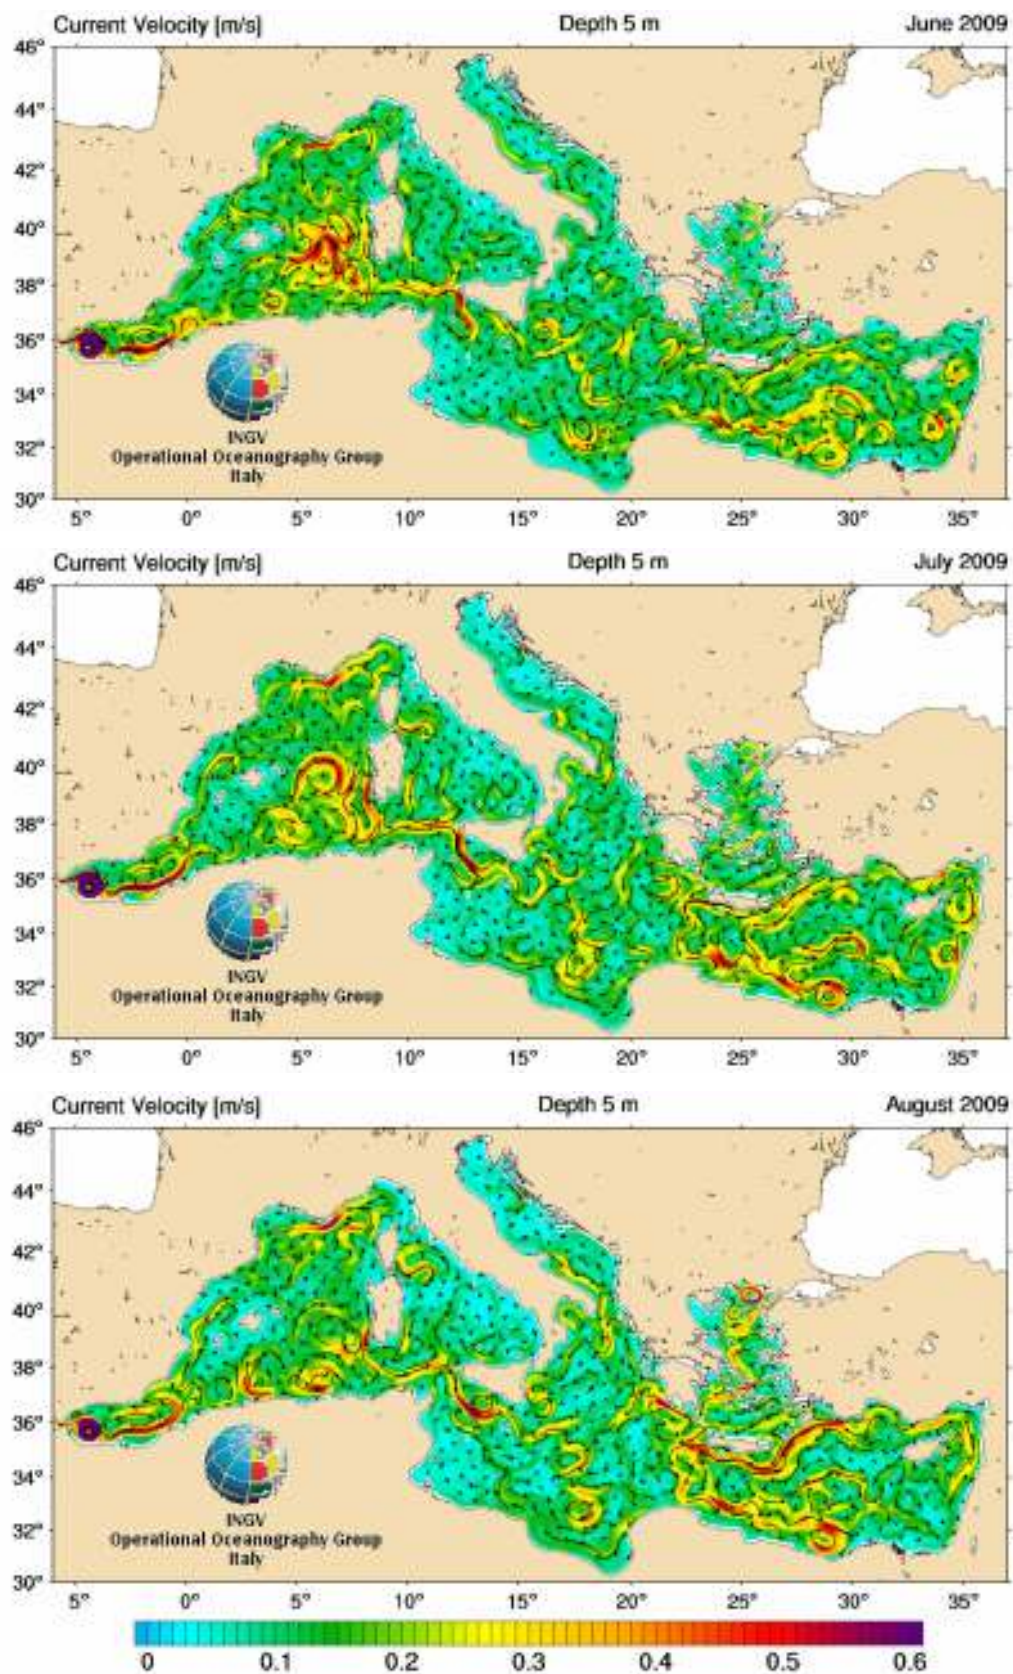 Current Velocity [m/s] Depth 5 m June 2009
46°
44°
42°
40°
38°
36°
34°
32°
30°
INGV
Operational Oceanography Group
Italy
5° 0° 5° 10° 15° 20° 25° 30° 35°
Current Velocity [m/s] Depth 5 m July 2009
46°
44°
42°
40°
38°
36°
34°
32°
30°
INGV
Operational Oceanography Group
Italy
5° 0° 5° 10° 15° 20° 25° 30° 35°
Current Velocity [m/s] Depth 5 m August 2009
46°
44°
42°
40°
38°
36°
34°
32°
30°
INGV
Operational Oceanography Group
Italy
5° 0° 5° 10° 15° 20° 25° 30° 35°
0 0.1 0.2 0.3 0.4 0.5 0.6